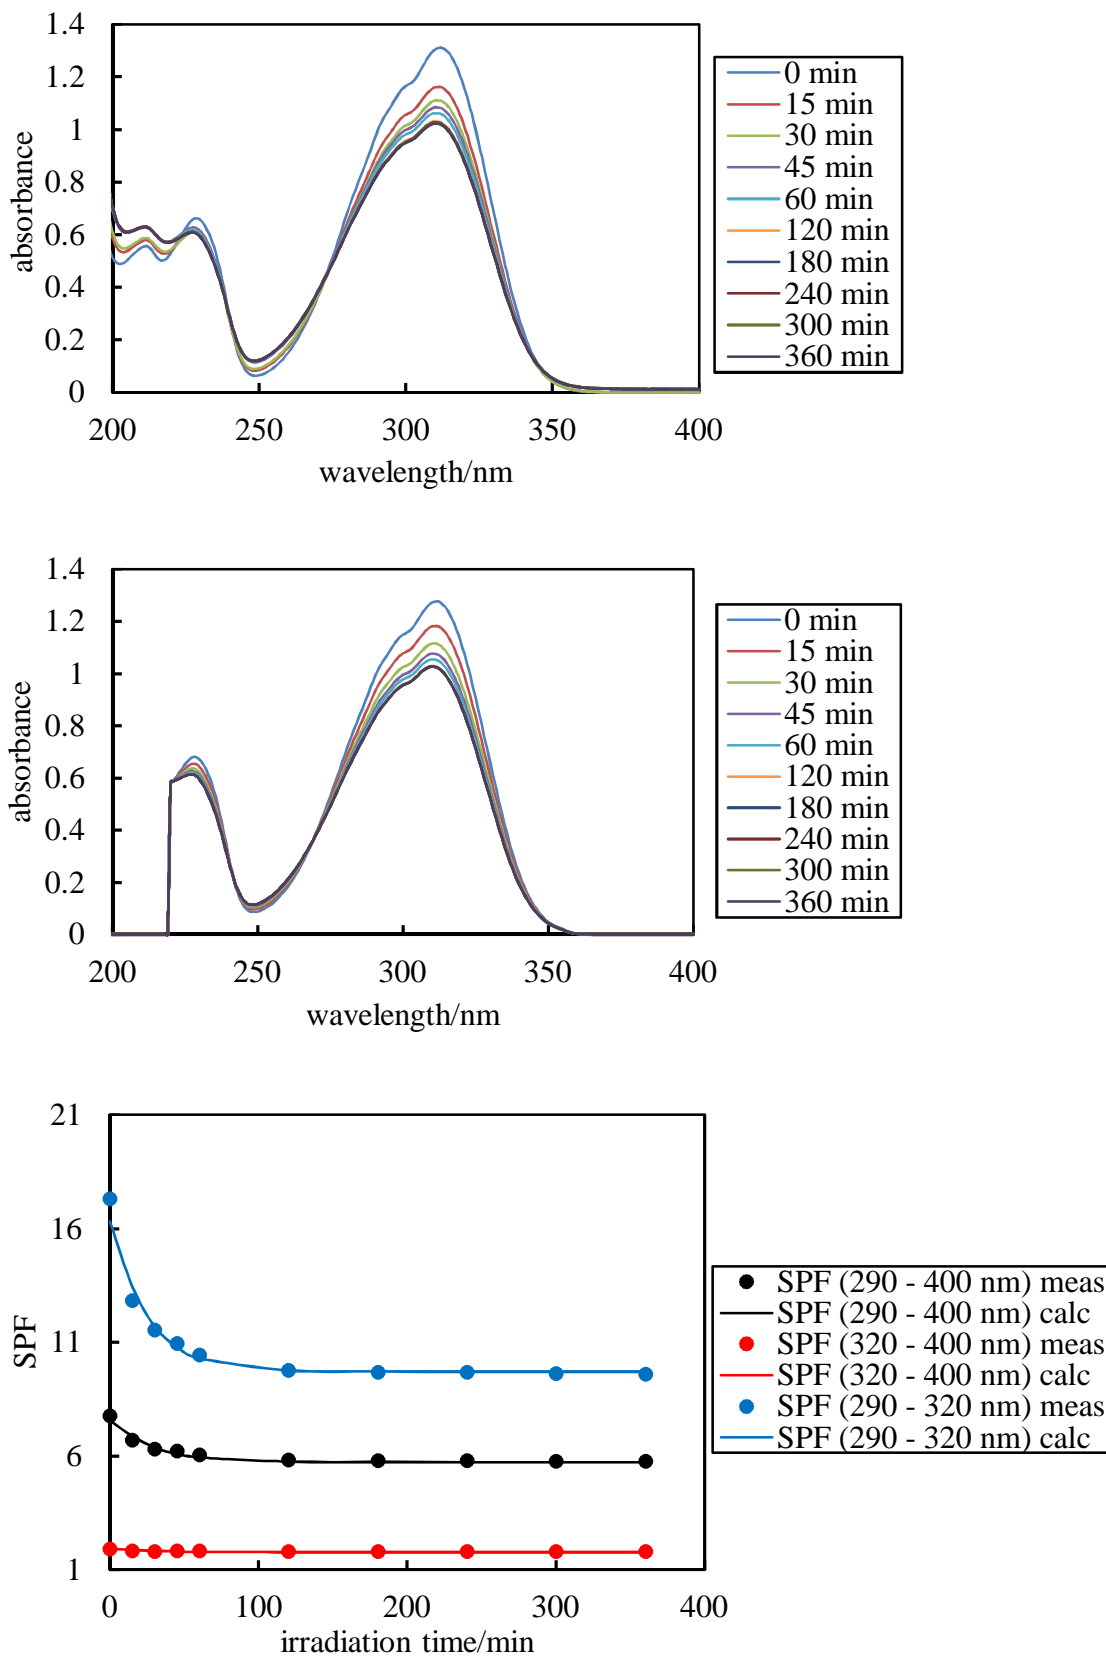 1.4
1.2
1
0.8
0.6
0.4
0.2
0
absorbance
200
250
300
350
400
wavelength/nm
0 min
15 min
30 min
45 min
60 min
120 min
180 min
240 min
300 min
360 min
1.4
1.2
1
0.8
0.6
0.4
0.2
0
absorbance
200
250
300
350
400
wavelength/nm
0 min
15 min
30 min
45 min
60 min
120 min
180 min
240 min
300 min
360 min
21
16
11
6
1
SPF
0
100
200
300
400
irradiation time/min
SPF (290 - 400 nm) meas
SPF (290 - 400 nm) calc
SPF (320 - 400 nm) meas
SPF (320 - 400 nm) calc
SPF (290 - 320 nm) meas
SPF (290 - 320 nm) calc